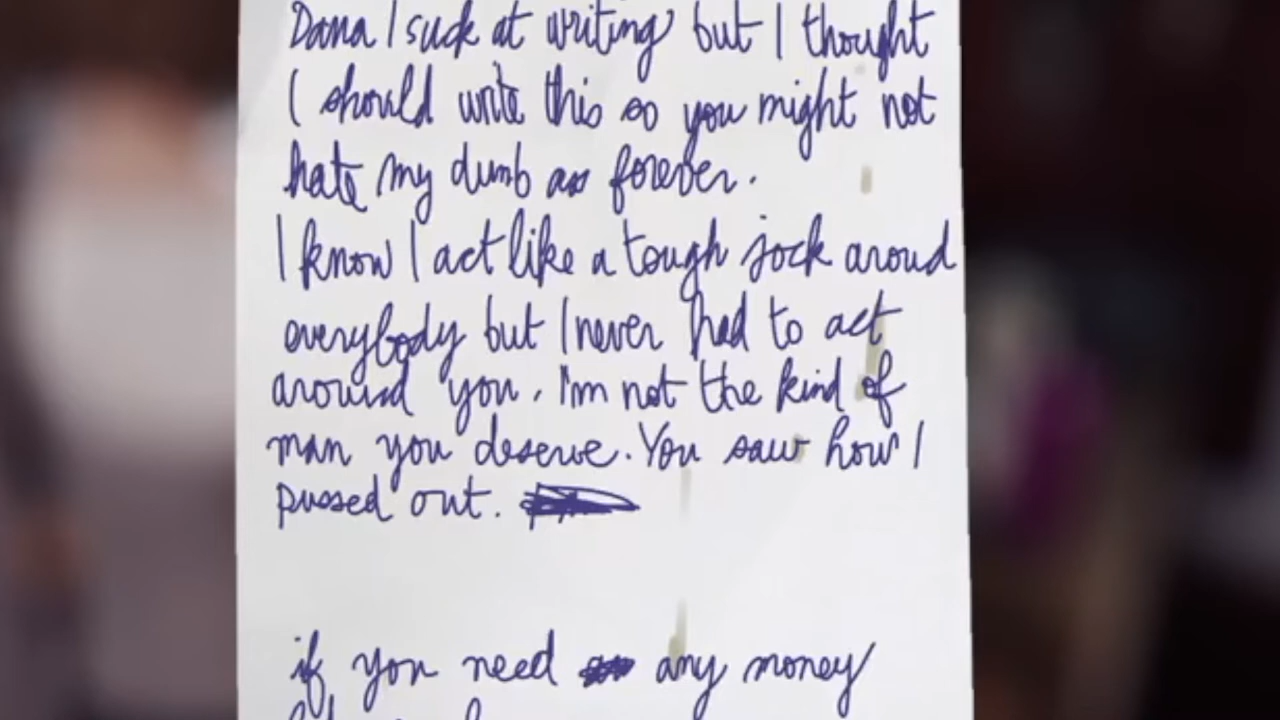 Dana I suck at writing but I thought
I should write this so you might not
hate my dumb ass forever.
I know I act like a tough jock aroud
everybody but I never had to act
around you. I'm not the kind of
man you deserve. You saw how I
pussed out.
if you need any money